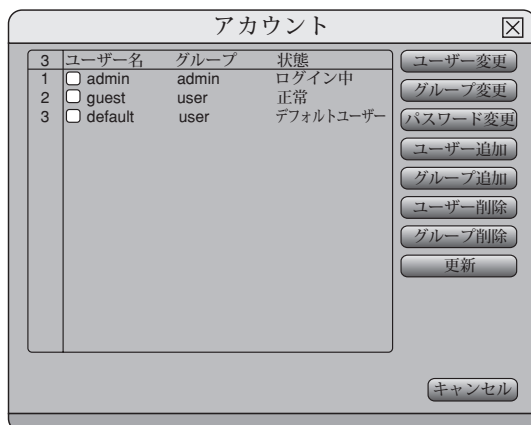 アカウント
3 ユーザー名 グループ 状態
1 admin admin ログイン中
2 guest user 正常
3 default user デフォルトユーザー
ユーザー変更
グループ変更
パスワード変更
ユーザー追加
グループ追加
ユーザー削除
グループ削除
更新
キャンセル